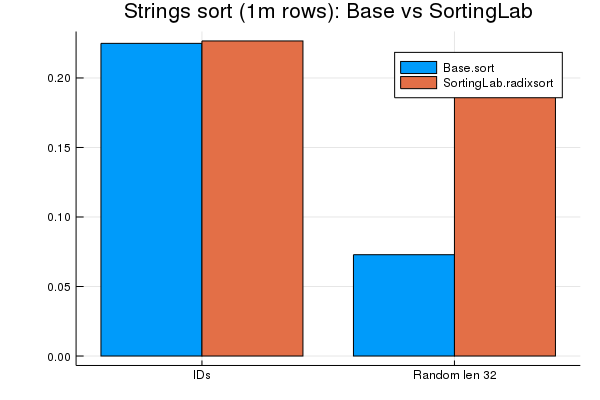 Strings sort (1m rows): Base vs SortingLab
Base.sort
SortingLab.radixsort
0.20
0.15
0.10
0.05
0.00
IDs
Random len 32